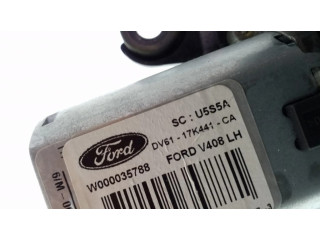 SC : U5S5A
Ford
DV61 - 17K441 - CA
FORD V408 LH
W000035788